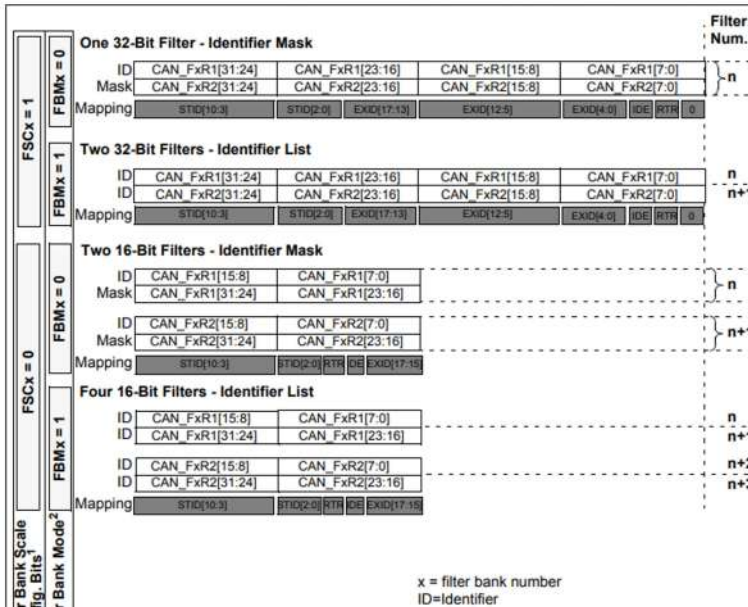 Filter
Num.
FSCx = 1
FBMx = 0
One 32-Bit Filter - Identifier Mask
ID CAN_FxR1[31:24] CAN_FxR1[23:16] CAN_FxR1[15:8] CAN_FxR1[7:0]
Mask CAN_FxR2[31:24] CAN_FxR2[23:16] CAN_FxR2[15:8] CAN_FxR2[7:0]
n
Mapping STID[10:3] STID[2:0] EXID[17:13] EXID[12:5] EXID[4:0] IDE RTR 0
FBMx = 1
Two 32-Bit Filters - Identifier List
ID CAN_FxR1[31:24] CAN_FxR1[23:16] CAN_FxR1[15:8] CAN_FxR1[7:0] n
ID CAN_FxR2[31:24] CAN_FxR2[23:16] CAN_FxR2[15:8] CAN_FxR2[7:0] n+
Mapping STID[10:3] STID[2:0] EXID[17:13] EXID[12:5] EXID[4:0] IDE RTR 0
FSCx = 0
FBMx = 0
Two 16-Bit Filters - Identifier Mask
ID CAN_FxR1[15:8] CAN_FxR1[7:0]
Mask CAN_FxR1[31:24] CAN_FxR1[23:16]
n
ID CAN_FxR2[15:8] CAN_FxR2[7:0]
Mask CAN_FxR2[31:24] CAN_FxR2[23:16]
n+
Mapping STID[10:3] STID[2:0] RTR IDE EXID[17:15]
FBMx = 1
Four 16-Bit Filters - Identifier List
ID CAN_FxR1[15:8] CAN_FxR1[7:0] n
ID CAN_FxR1[31:24] CAN_FxR1[23:16] n+
ID CAN_FxR2[15:8] CAN_FxR2[7:0] n+2
ID CAN_FxR2[31:24] CAN_FxR2[23:16] n+3
Mapping STID[10:3] STID[2:0] RTR IDE EXID[17:15]
r Bank Scale
fig. Bits1
r Bank Mode2
x = filter bank number
ID=Identifier